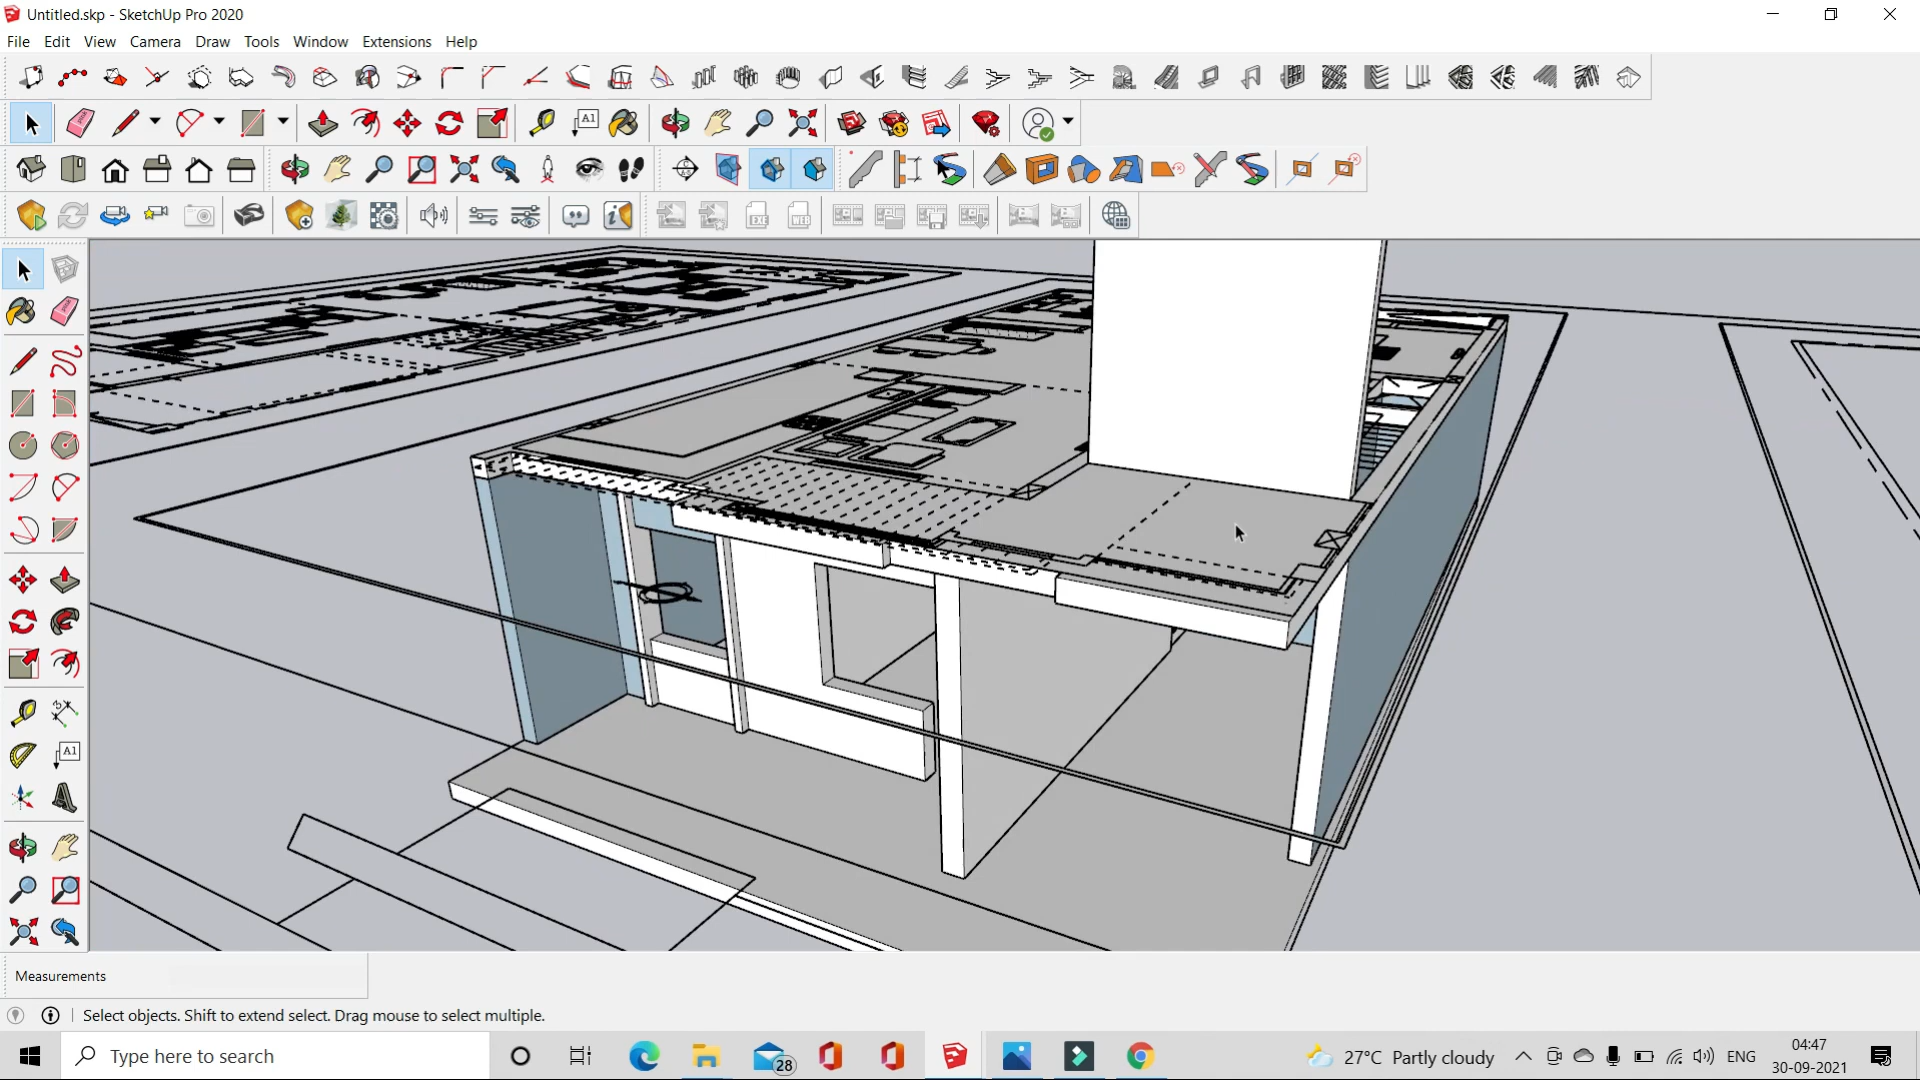 Untitled.skp - SketchUp Pro 2020
File Edit View Camera Draw Tools Window Extensions Help
Measurements
Select objects. Shift to extend select. Drag mouse to select multiple.
Type here to search
28
27°C Partly cloudy
ENG
04:47
30-09-2021